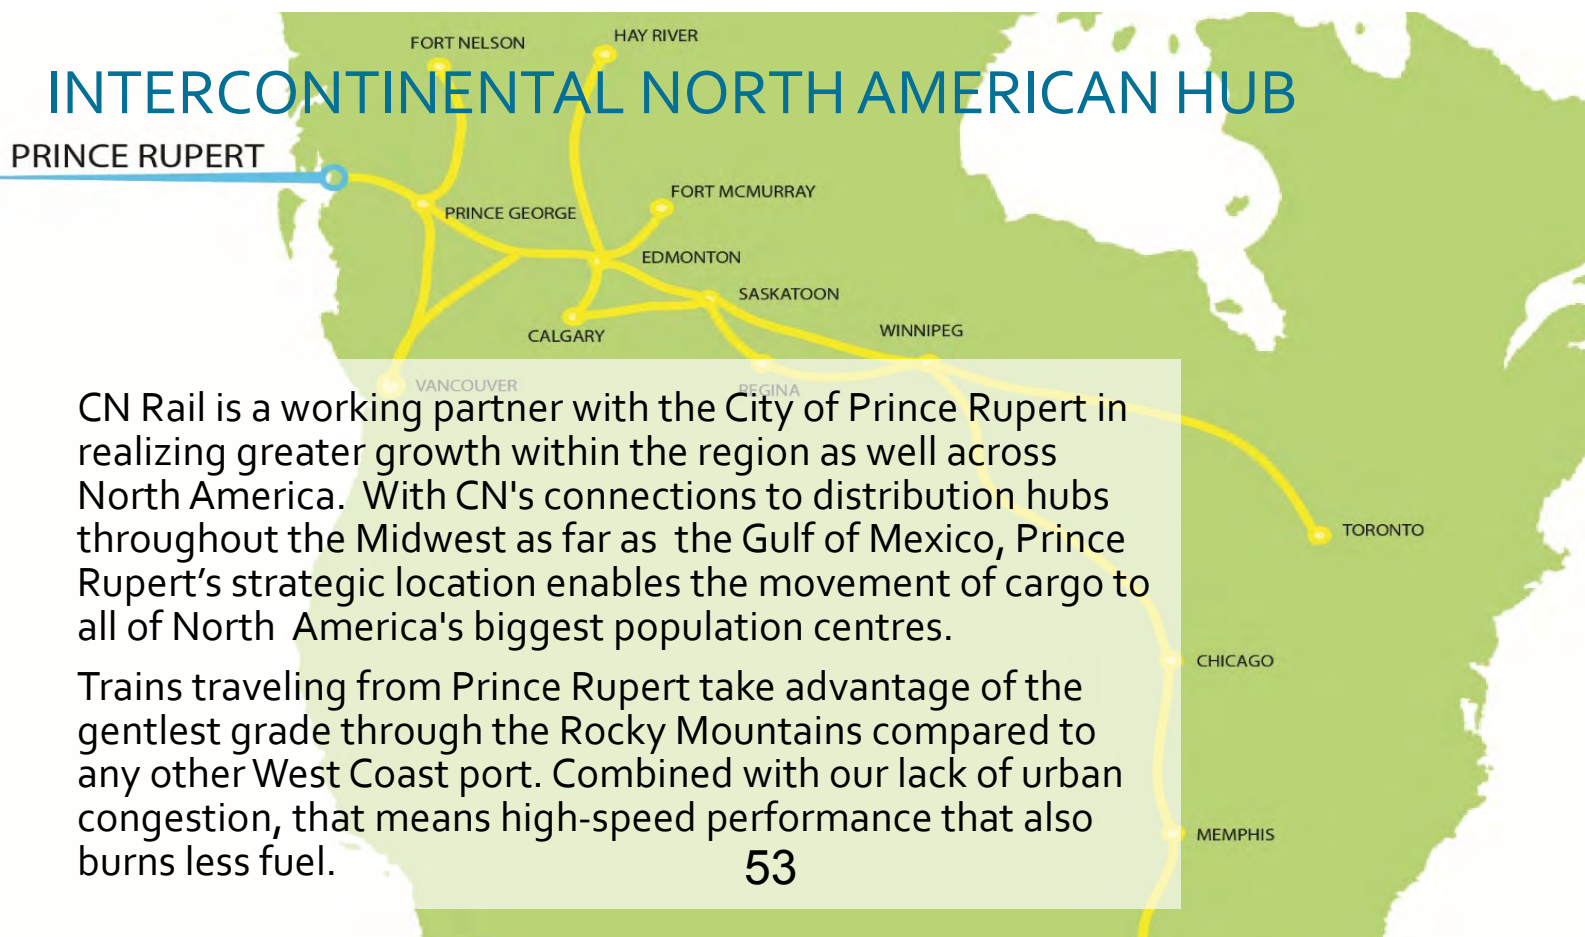 FORT NELSON
HAY RIVER
INTERCONTINENTAL NORTH AMERICAN HUB
PRINCE RUPERT
FORT MCMURRAY
PRINCE GEORGE
EDMONTON
SASKATOON
WINNIPEG
CALGARY
VANCOUVER
REGINA
CN Rail is a working partner with the City of Prince Rupert in
realizing greater growth within the region as well across
North America.  With CN's connections to distribution hubs
throughout the Midwest as far as  the Gulf of Mexico, Prince
Rupert’s strategic location enables the movement of cargo to
all of North  America's biggest population centres.
TORONTO
CHICAGO
Trains traveling from Prince Rupert take advantage of the
gentlest grade through the Rocky Mountains compared to
any other West Coast port. Combined with our lack of urban
congestion, that means high-speed performance that also
burns less fuel.
MEMPHIS
53